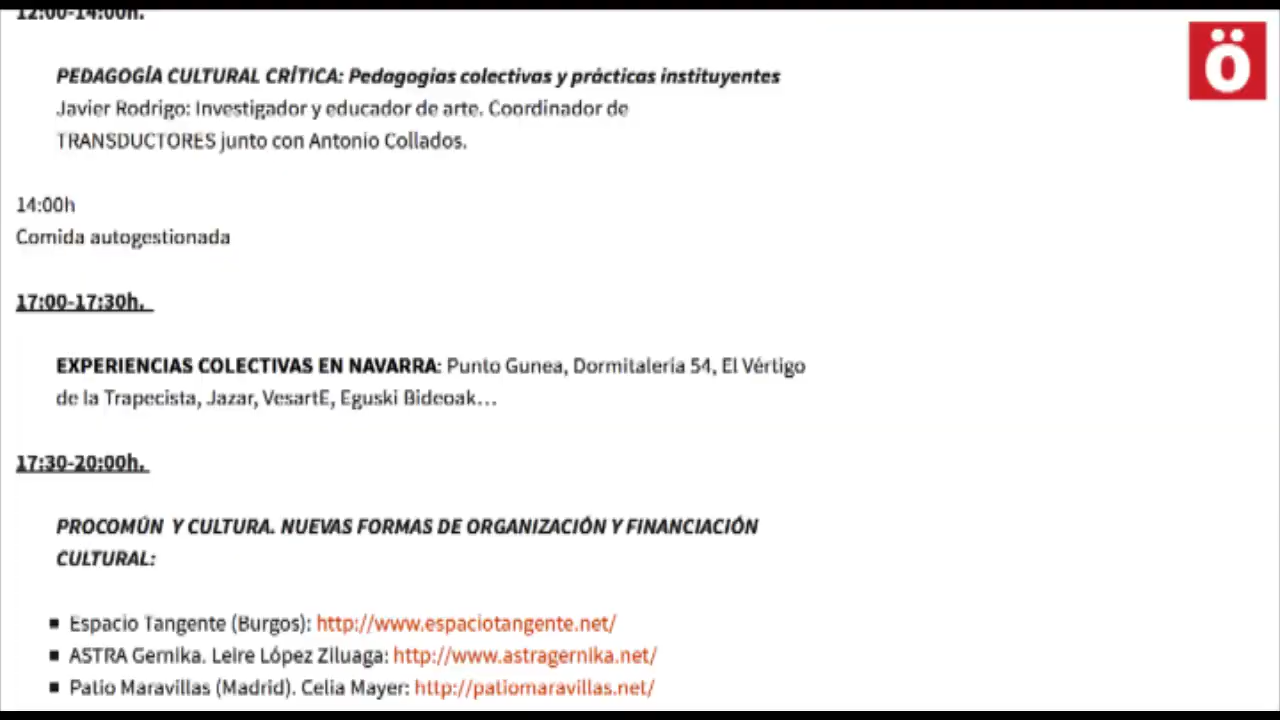 12:00-14:00h.
PEDAGOGÍA CULTURAL CRÍTICA: Pedagogías colectivas y prácticas instituyentes
Javier Rodrigo: Investigador y educador de arte. Coordinador de
TRANSDUCTORES junto con Antonio Collados.
14:00h
Comida autogestionada
17:00-17:30h.
EXPERIENCIAS COLECTIVAS EN NAVARRA: Punto Gunea, Dormitalería 54, El Vértigo
de la Trapecista, Jazar, VesartE, Eguski Bideoak...
17:30-20:00h.
PROCOMÚN Y CULTURA. NUEVAS FORMAS DE ORGANIZACIÓN Y FINANCIACIÓN
CULTURAL:
▪ Espacio Tangente (Burgos): http://www.espaciotangente.net/
▪ ASTRA Gernika. Leire López Ziluaga: http://www.astragernika.net/
▪ Patio Maravillas (Madrid). Celia Mayer: http://patiomaravillas.net/
ö